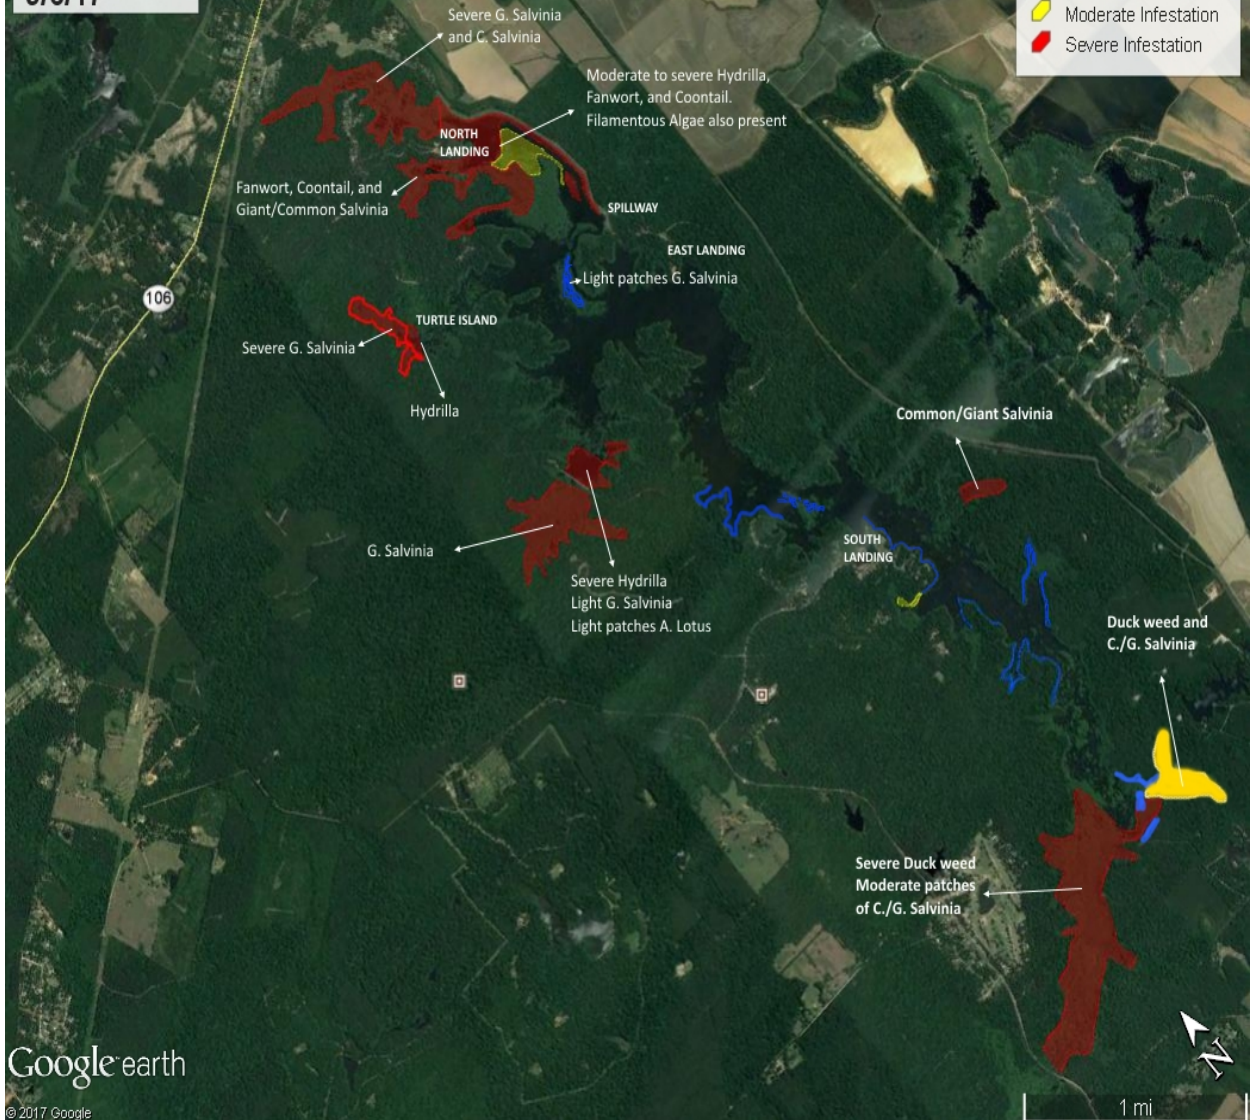 Moderate Infestation
Severe Infestation
Severe G. Salvinia
and C. Salvinia
Moderate to severe Hydrilla,
Fanwort, and Coontail.
Filamentous Algae also present
NORTH
LANDING
Fanwort, Coontail, and
Giant/Common Salvinia
SPILLWAY
EAST LANDING
Light patches G. Salvinia
106
TURTLE ISLAND
Severe G. Salvinia
Hydrilla
Common/Giant Salvinia
G. Salvinia
SOUTH
LANDING
Severe Hydrilla
Light G. Salvinia
Light patches A. Lotus
Duck weed and
C./G. Salvinia
Severe Duck weed
Moderate patches
of C./G. Salvinia
N
Google earth
© 2017 Google
1 mi